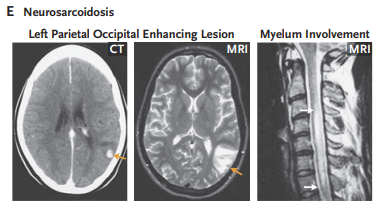 E Neurosarcoidosis
Left Parietal Occipital Enhancing Lesion
Myelum Involvement
CT
MRI
MRI